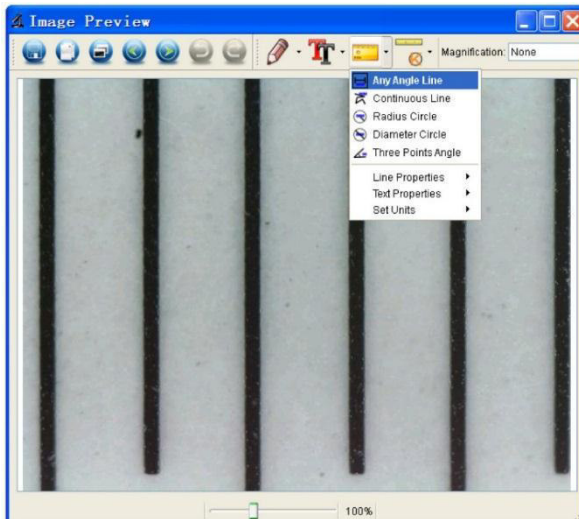 Image Preview
TT
Magnification: None
Any Angle Line
Continuous Line
Radius Circle
Diameter Circle
Three Points Angle
Line Properties
Text Properties
Set Units
100%